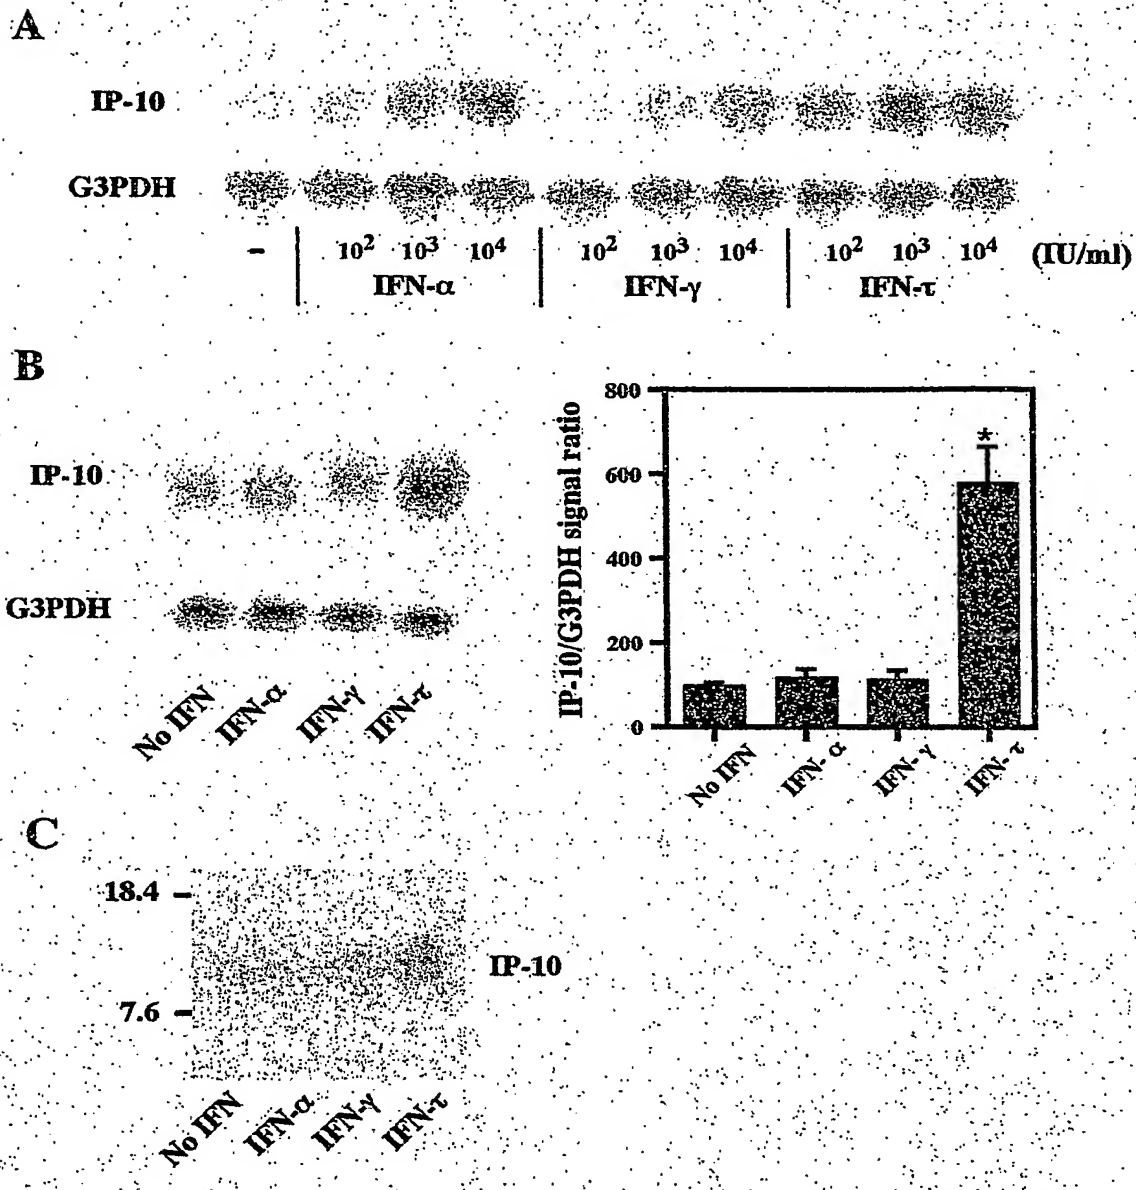 A
IP-10
G3PDH
– 10² 10³ 10⁴ 10² 10³ 10⁴ 10² 10³ 10⁴ (IU/ml)
IFN-α IFN-γ IFN-τ
B
IP-10
G3PDH
No IFN IFN-α IFN-γ IFN-τ
IP-10/G3PDH signal ratio
800
600
400
200
0
*
No IFN IFN-α IFN-γ IFN-τ
C
18.4
7.6
IP-10
No IFN IFN-α IFN-γ IFN-τ